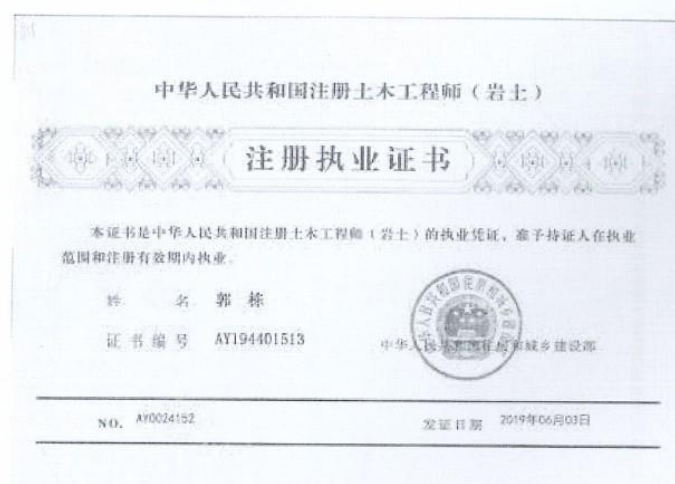 中华人民共和国注册土木工程师（岩土）
注册执业证书
本证书是中华人民共和国注册土木工程师（岩土）的执业凭证，准予持证人在执业
范围和注册有效期内执业。
姓 名 郭栋
证书编号 AY194401513
中华人民共和国住房和城乡建设部
NO. AY0024152 发证日期 2019年06月03日